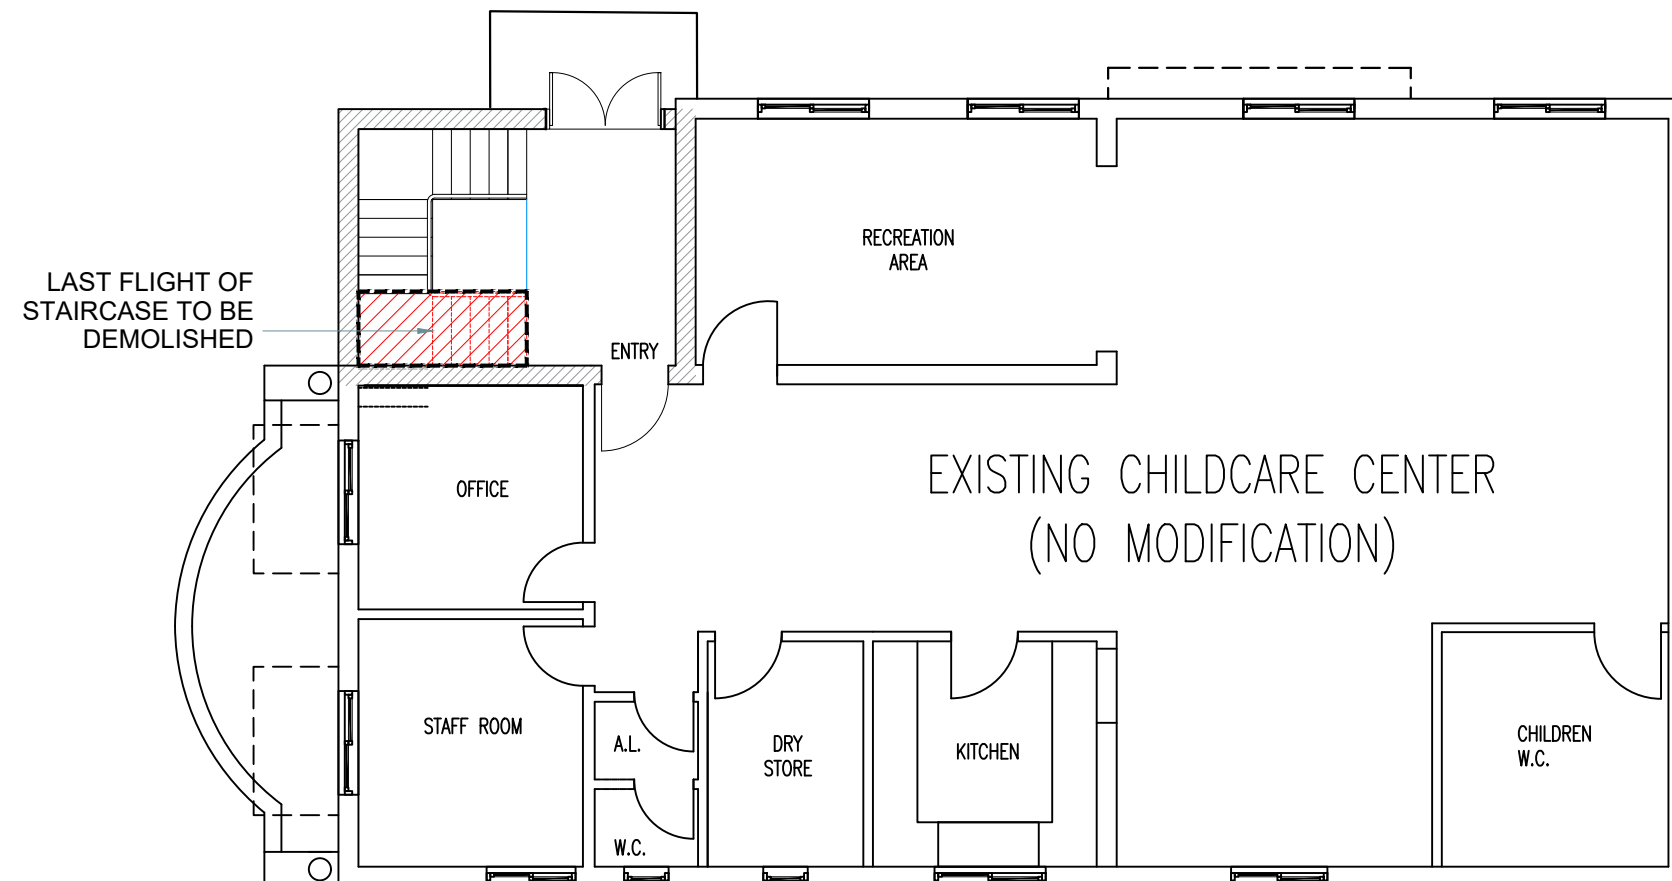 RECREATION
AREA
LAST FLIGHT OF
STAIRCASE TO BE
DEMOLISHED
ENTRY
OFFICE
EXISTING CHILDCARE CENTER
(NO MODIFICATION)
STAFF ROOM
A.L.
DRY
STORE
KITCHEN
CHILDREN
W.C.
W.C.